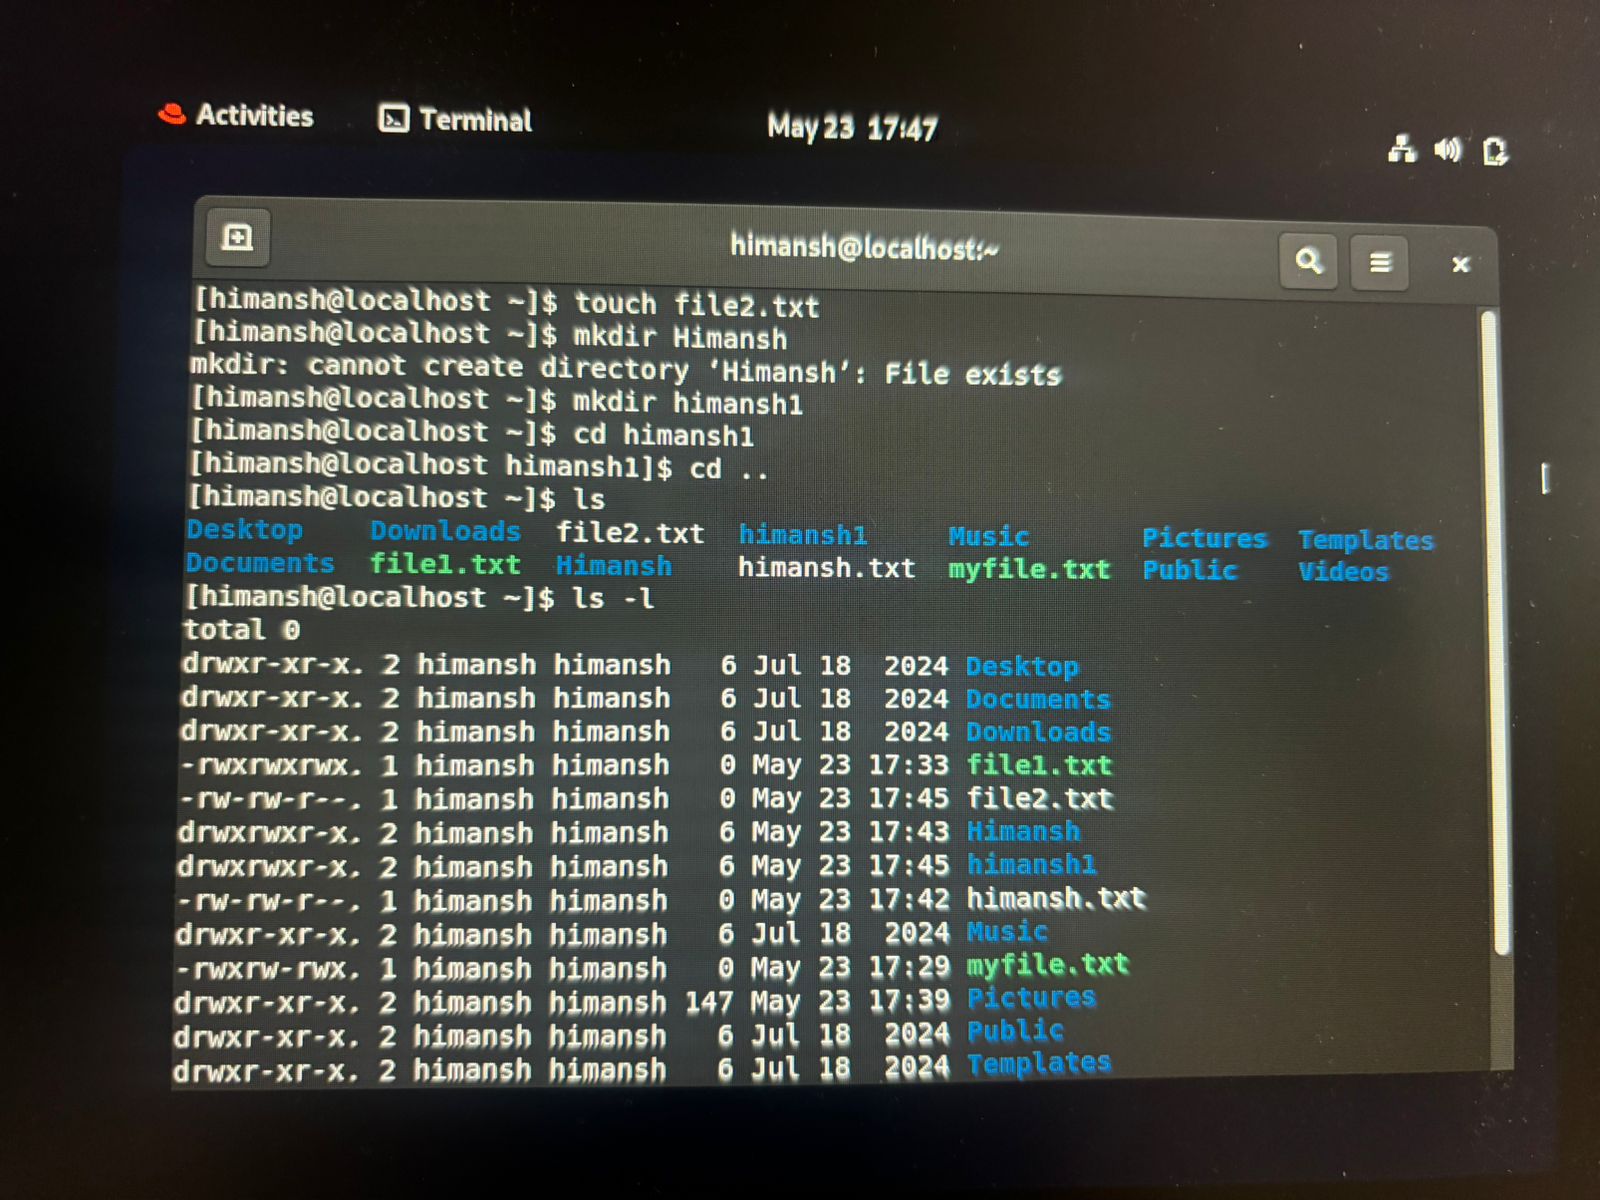 Activities Terminal May 23 17:47
himansh@localhost:~
[himansh@localhost ~]$ touch file2.txt
[himansh@localhost ~]$ mkdir Himansh
mkdir: cannot create directory ‘Himansh’: File exists
[himansh@localhost ~]$ mkdir himansh1
[himansh@localhost ~]$ cd himansh1
[himansh@localhost himansh1]$ cd ..
[himansh@localhost ~]$ ls
Desktop Downloads file2.txt himansh1 Music Pictures Templates
Documents file1.txt Himansh himansh.txt myfile.txt Public Videos
[himansh@localhost ~]$ ls -l
total 0
drwxr-xr-x. 2 himansh himansh 6 Jul 18 2024 Desktop
drwxr-xr-x. 2 himansh himansh 6 Jul 18 2024 Documents
drwxr-xr-x. 2 himansh himansh 6 Jul 18 2024 Downloads
-rwxrwxrwx. 1 himansh himansh 0 May 23 17:33 file1.txt
-rw-rw-r--. 1 himansh himansh 0 May 23 17:45 file2.txt
drwxrwxr-x. 2 himansh himansh 6 May 23 17:43 Himansh
drwxrwxr-x. 2 himansh himansh 6 May 23 17:45 himansh1
-rw-rw-r--. 1 himansh himansh 0 May 23 17:42 himansh.txt
drwxr-xr-x. 2 himansh himansh 6 Jul 18 2024 Music
-rwxrw-rwx. 1 himansh himansh 0 May 23 17:29 myfile.txt
drwxr-xr-x. 2 himansh himansh 147 May 23 17:39 Pictures
drwxr-xr-x. 2 himansh himansh 6 Jul 18 2024 Public
drwxr-xr-x. 2 himansh himansh 6 Jul 18 2024 Templates